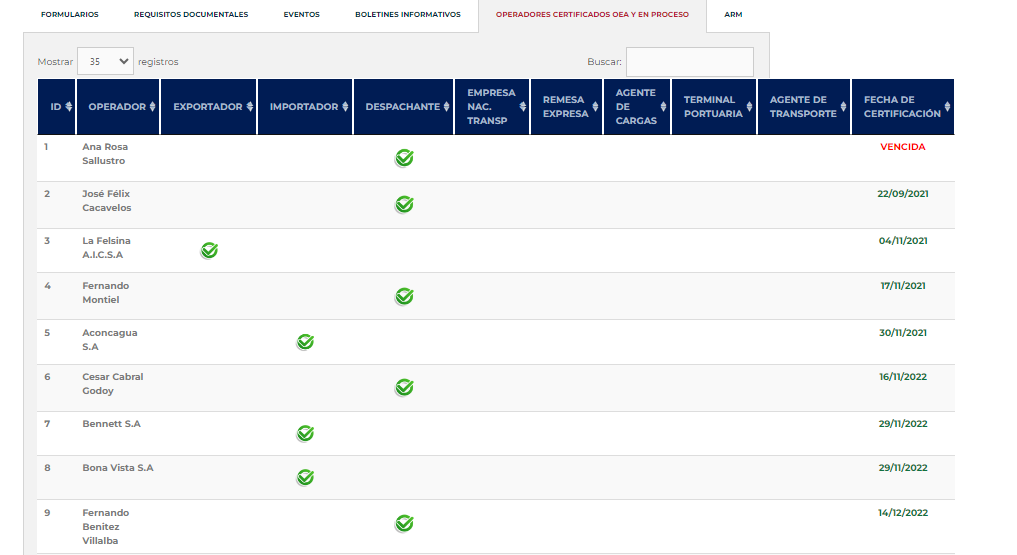 FORMULARIOS REQUISITOS DOCUMENTALES EVENTOS BOLETINES INFORMATIVOS OPERADORES CERTIFICADOS OEA Y EN PROCESO ARM
Mostrar 35 registros Buscar:
ID OPERADOR EXPORTADOR IMPORTADOR DESPACHANTE EMPRESA NAC. TRANSP REMESA EXPRESA AGENTE DE CARGAS TERMINAL PORTUARIA AGENTE DE TRANSPORTE FECHA DE CERTIFICACIÓN
1 Ana Rosa VENCIDA
Sallustro
2 José Félix 22/09/2021
Cacavelos
3 La Felsina 04/11/2021
A.I.C.S.A
4 Fernando 17/11/2021
Montiel
5 Aconcagua 30/11/2021
S.A
6 Cesar Cabral 16/11/2022
Godoy
7 Bennett S.A 29/11/2022
8 Bona Vista S.A 29/11/2022
9 Fernando 14/12/2022
Benitez
Villalba